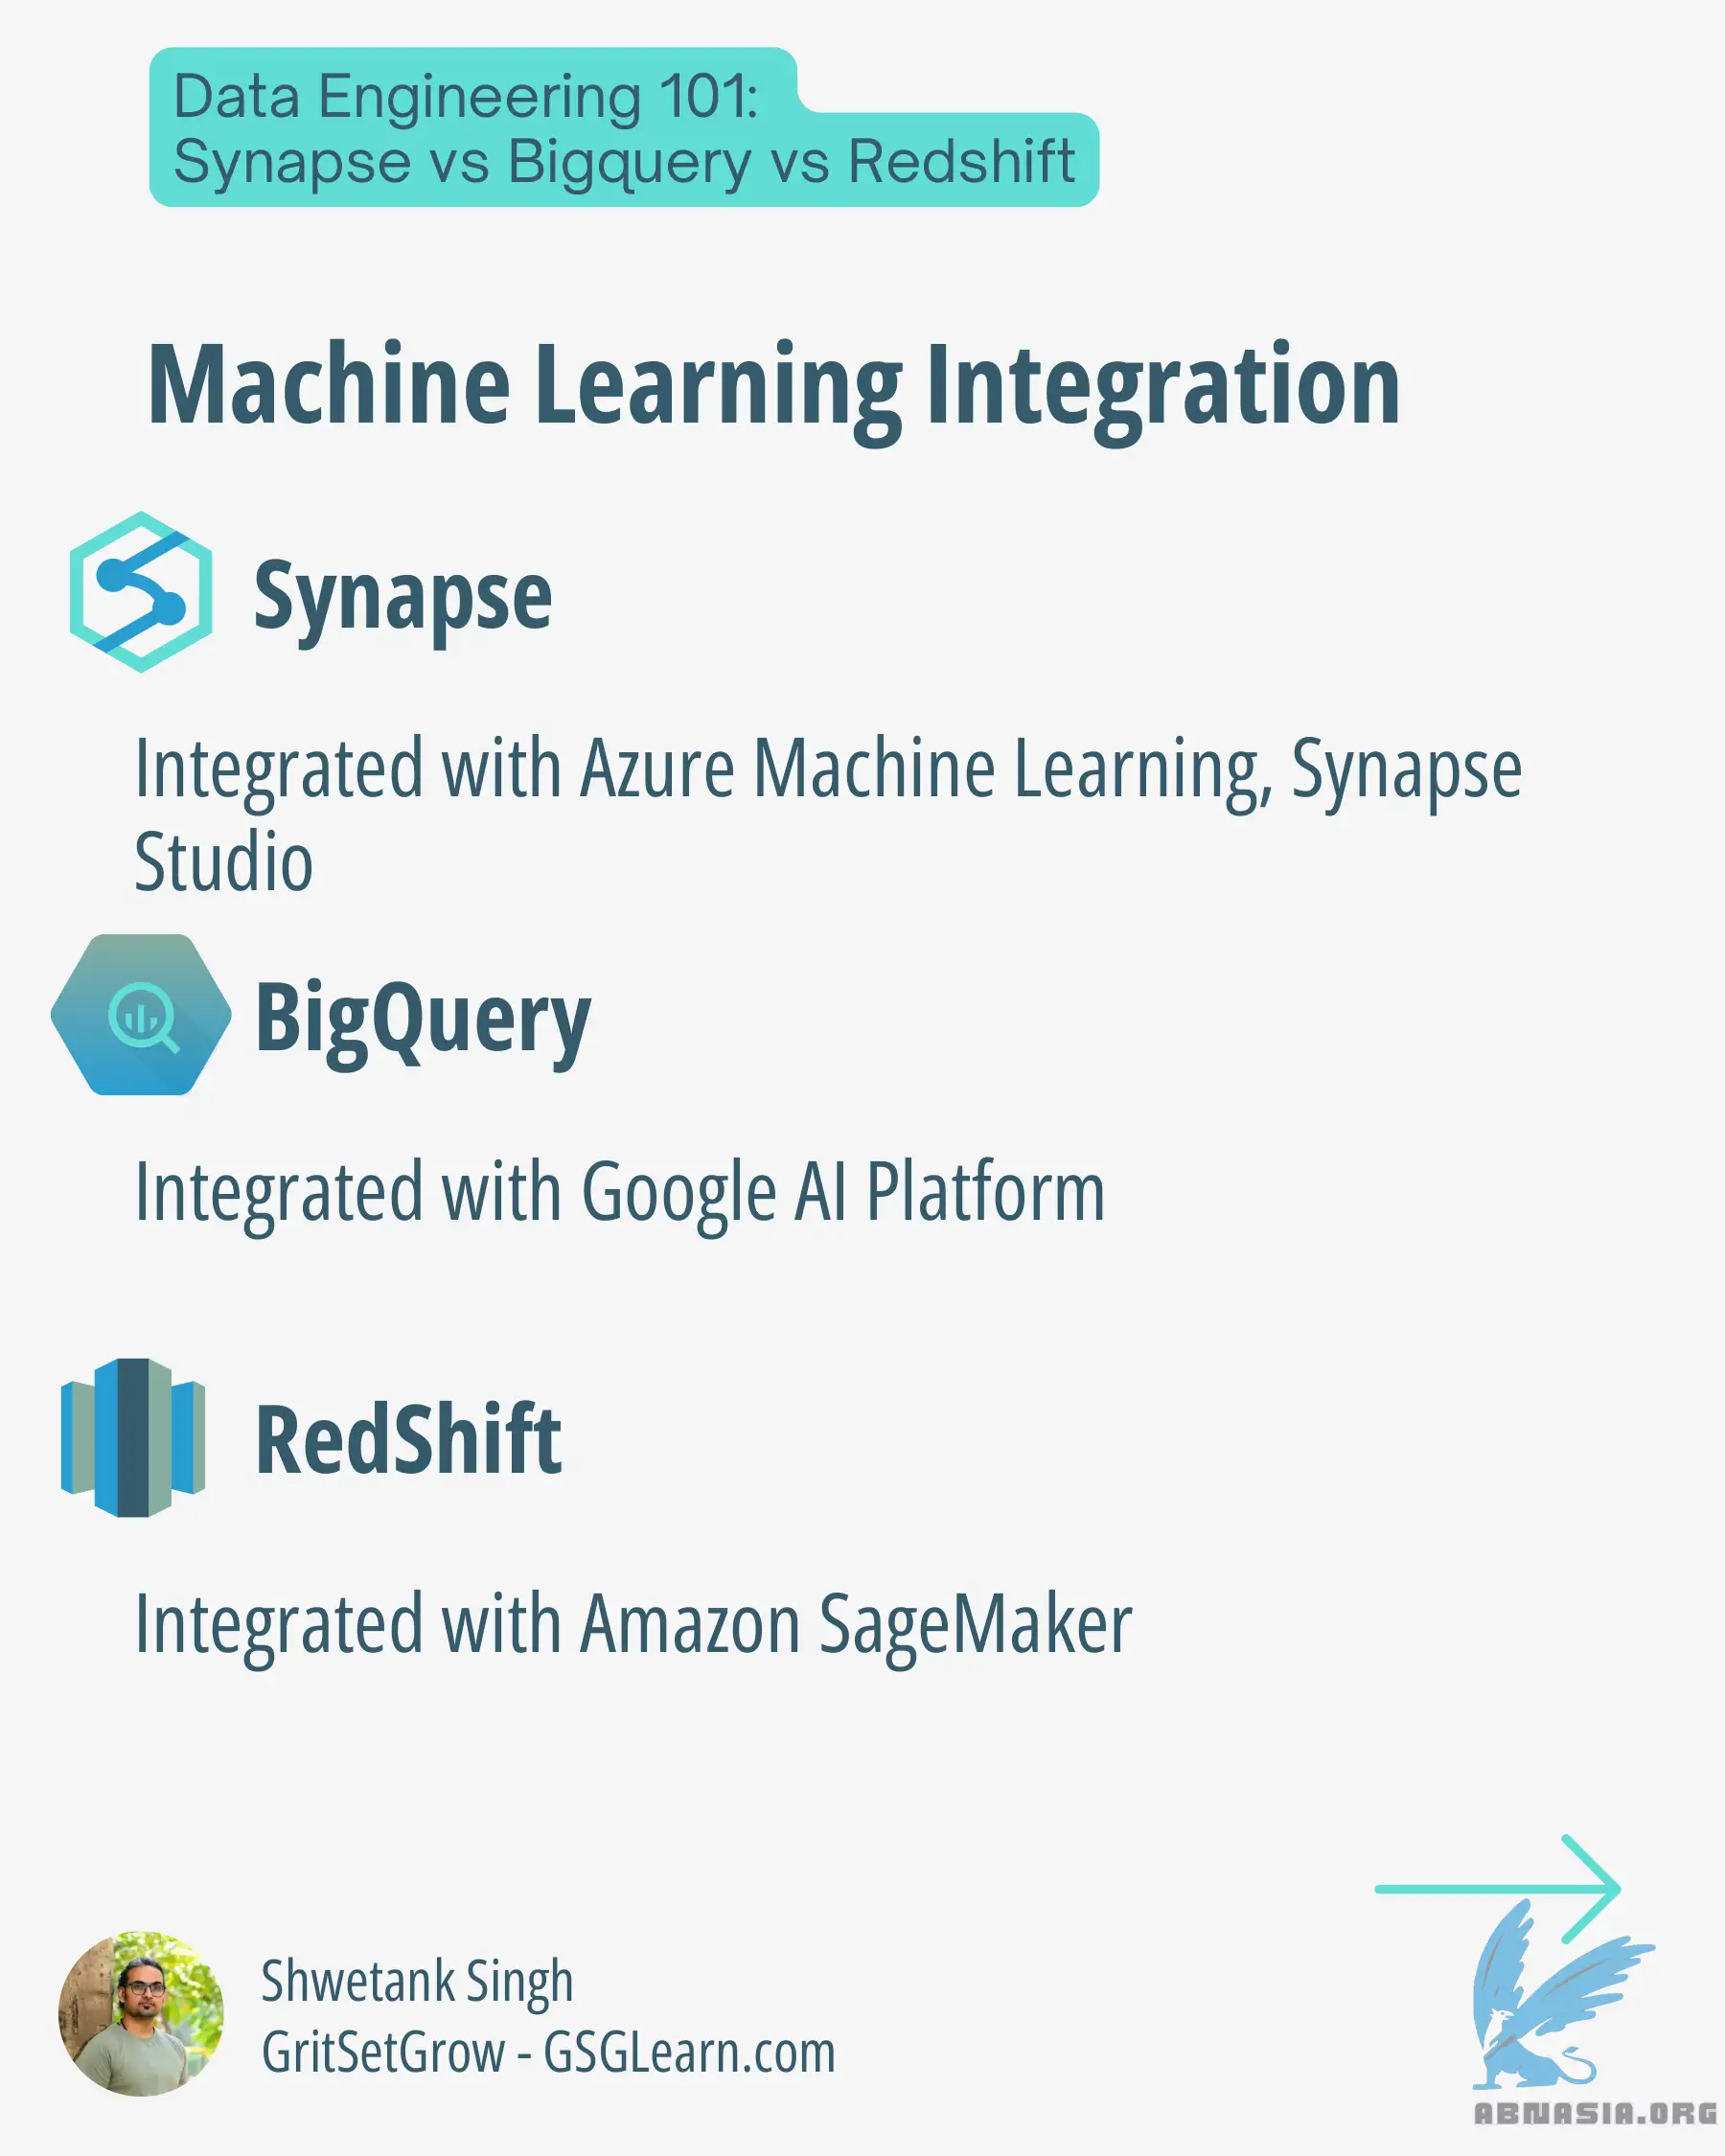 Data Engineering 101:
Synapse vs Bigquery vs Redshift
Machine Learning Integration
Synapse
Integrated with Azure Machine Learning, Synapse
Studio
BigQuery
Integrated with Google AI Platform
RedShift
Integrated with Amazon SageMaker
Shwetank Singh
GritSetGrow - GSGLearn.com
ABNASIA.ORG